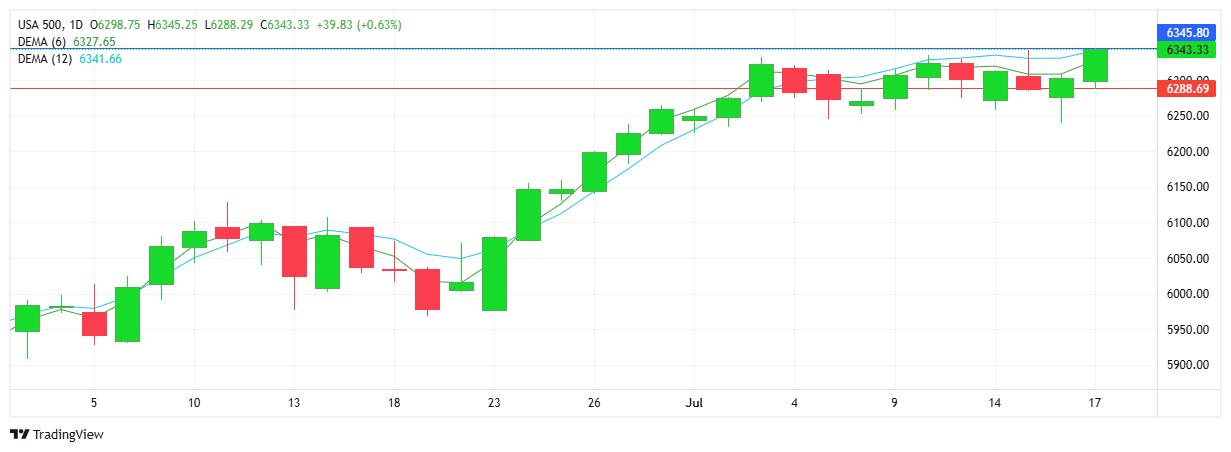 USA 500, 1D O6298.75 H6345.25 L6288.29 C6343.33 +39.83 (+0.63%)
DEMA (6) 6327.65
DEMA (12) 6341.66
6345.80
6343.33
6300.00
6288.69
6250.00
6200.00
6150.00
6100.00
6050.00
6000.00
5950.00
5900.00
5 10 13 18 23 26 Jul 4 9 14 17
TradingView